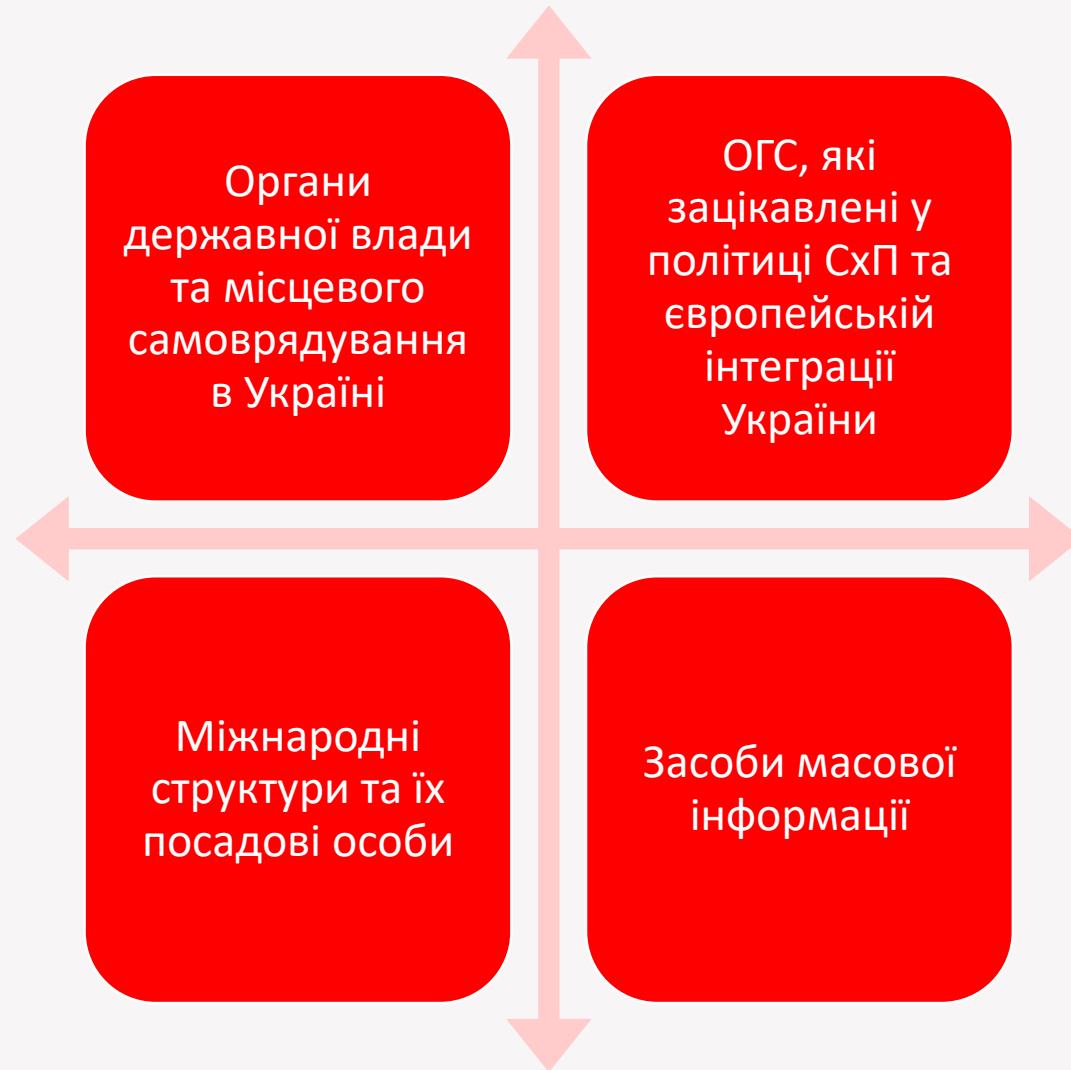 Органи
державної влади
та місцевого
самоврядування
в Україні
ОГС, які
зацікавлені у
політиці СхП та
європейській
інтеграції
України
Міжнародні
структури та їх
посадові особи
Засоби масової
інформації